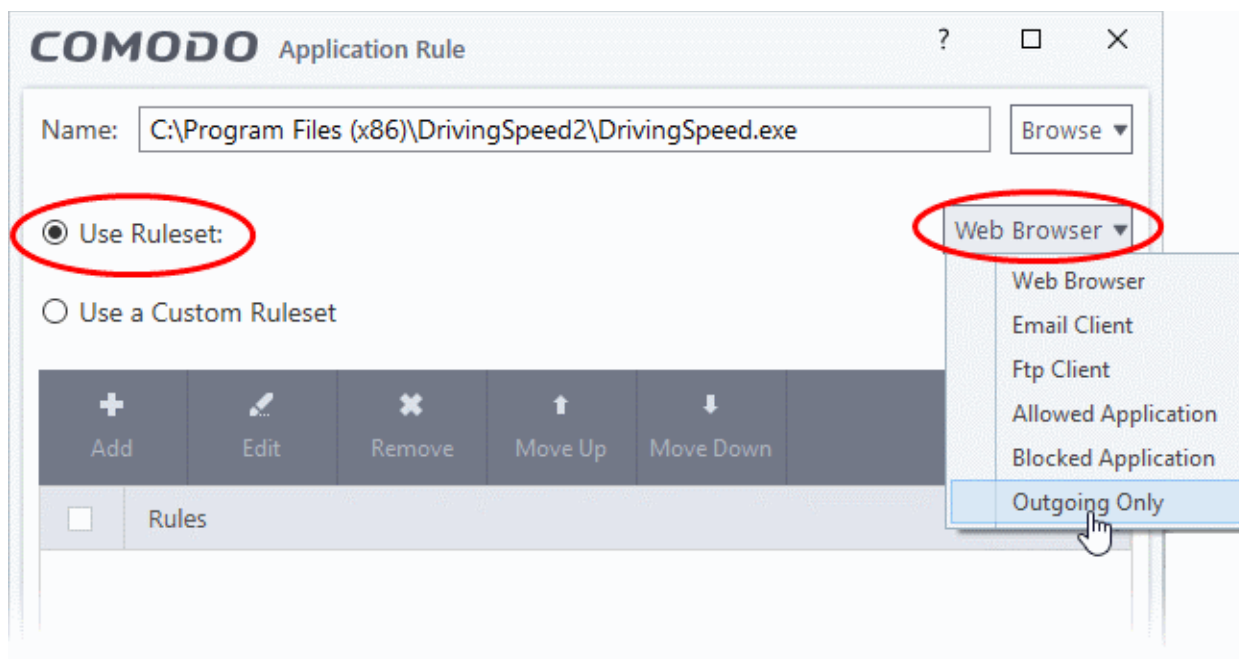 COMODO Application Rule ?
Name: C:\Program Files (x86)\DrivingSpeed2\DrivingSpeed.exe Browse
Use Ruleset: Web Browser
Web Browser
Email Client
Use a Custom Ruleset
Ftp Client
Allowed Application
Blocked Application
Outgoing Only
Add Edit Remove Move Up Move Down
Rules